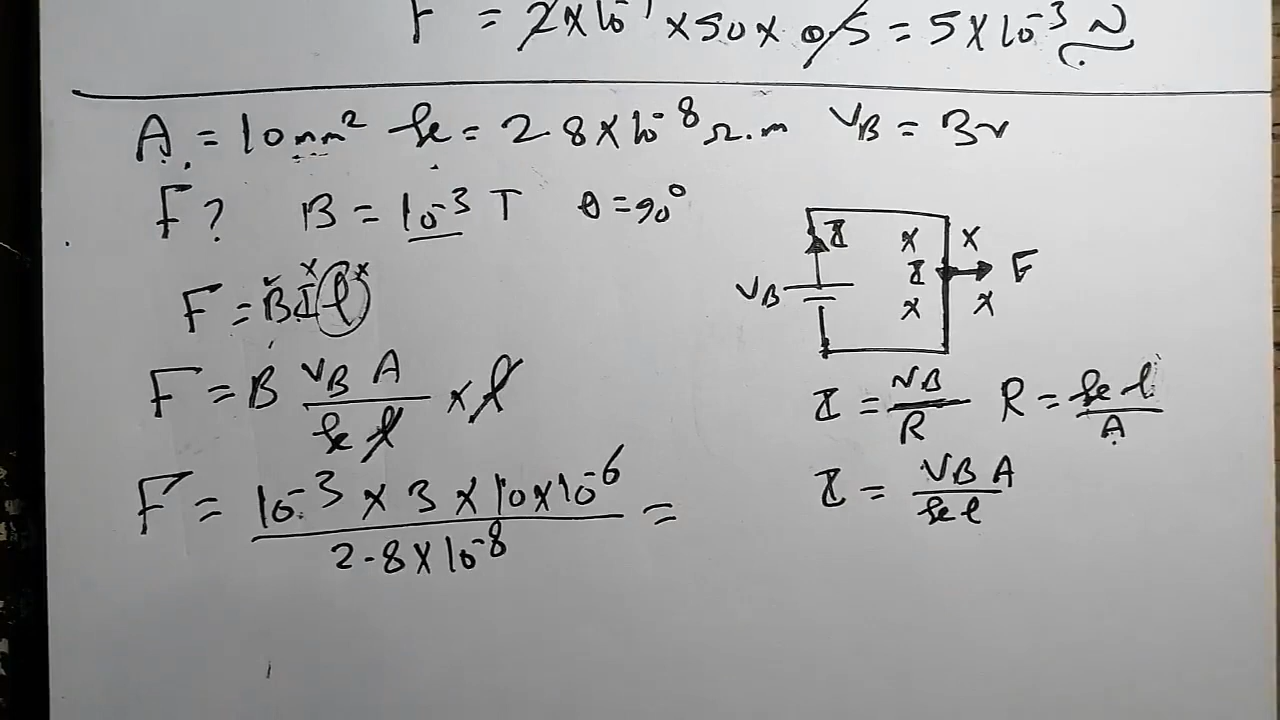 F = 2×10⁻¹ × 50 × 0.5 = 5×10⁻³ N
A = 10 mm² ρe = 2.8×10⁻⁸ Ω.m VB = 3v
F? B = 10⁻³ T θ = 90°
I x x
I F
VB x x
F = BIℓ
F = B VB A / ρe ℓ × ℓ
I = VB / R R = ρe ℓ / A
I = VB A / ρe ℓ
F = 10⁻³ × 3 × 10×10⁻⁶ / 2.8×10⁻⁸ =